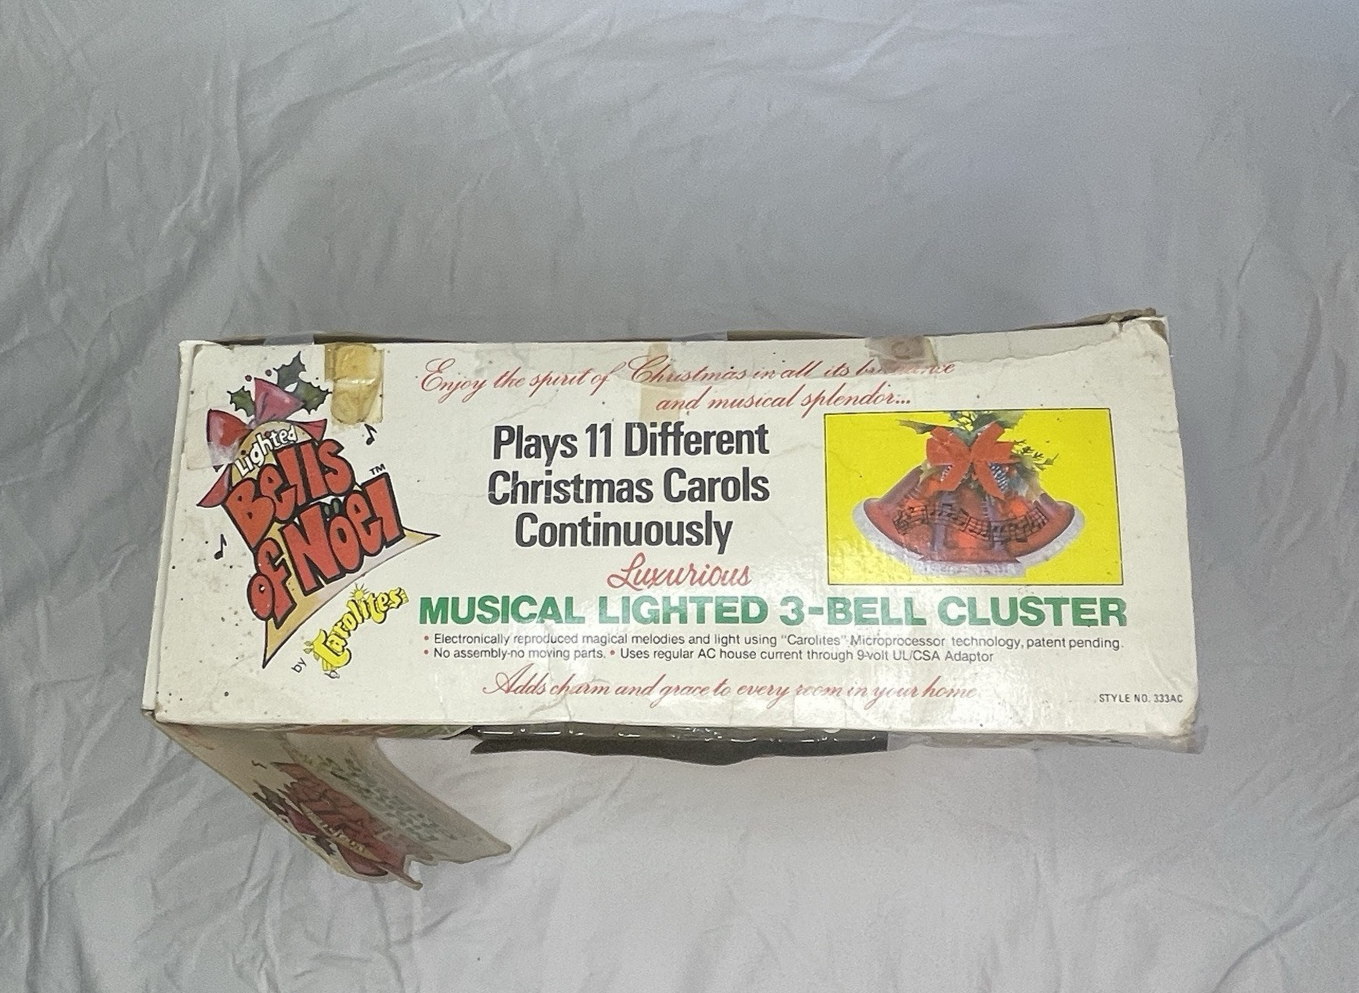 Enjoy the spirit of Christmas in all its brilliance
and musical splendor...
Lighted
Bells
of Nöel
TM
by Carolites
Plays 11 Different
Christmas Carols
Continuously
Luxurious
MUSICAL LIGHTED 3-BELL CLUSTER
• Electronically reproduced magical melodies and light using "Carolites" Microprocessor technology, patent pending.
• No assembly-no moving parts. • Uses regular AC house current through 9-volt UL/CSA Adaptor
Adds charm and grace to every room in your home
STYLE NO. 333AC